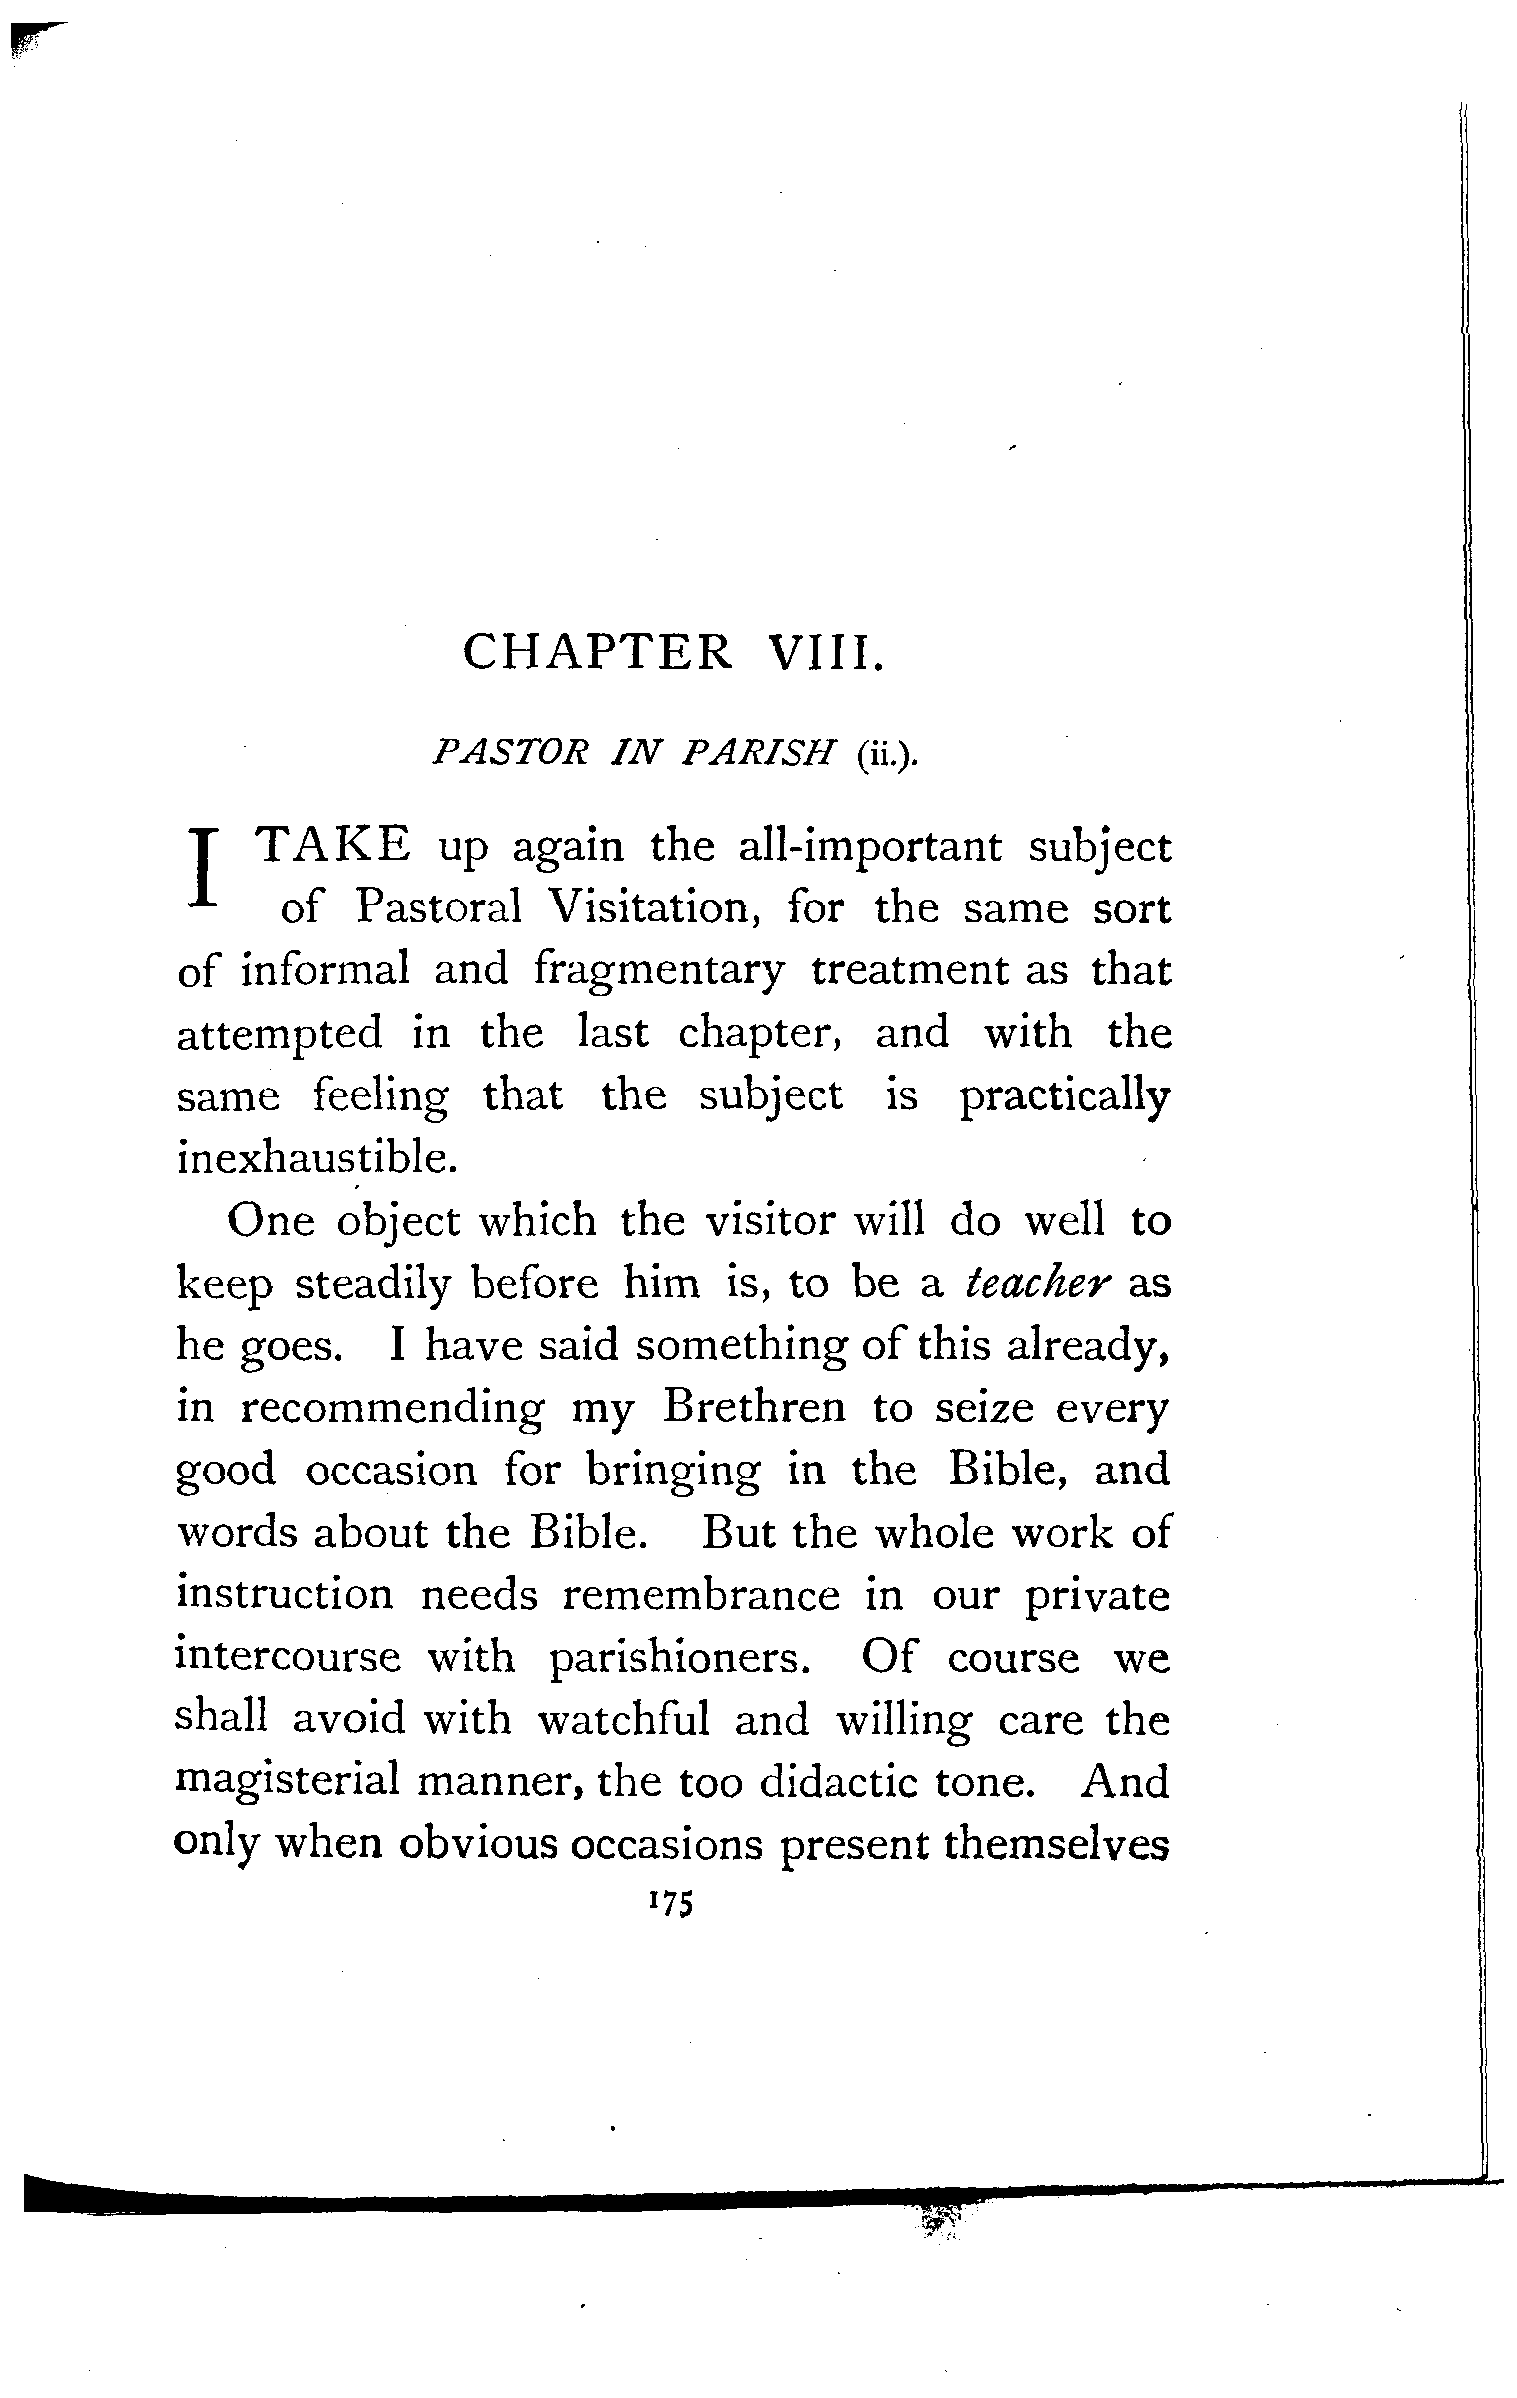 CHAPTER VIII.
PASTOR IN PARISH (ii.).
I TAKE up again the all-important subject
of Pastoral Visitation, for the same sort
of informal and fragmentary treatment as that
attempted in the last chapter, and with the
same feeling that the subject is practically
inexhaustible.
One object which the visitor will do well to
keep steadily before him is, to be a teacher as
he goes. I have said something of this already,
in recommending my Brethren to seize every
good occasion for bringing in the Bible, and
words about the Bible. But the whole work of
instruction needs remembrance in our private
intercourse with parishioners. Of course we
shall avoid with watchful and willing care the
magisterial manner, the too didactic tone. And
only when obvious occasions present themselves
175